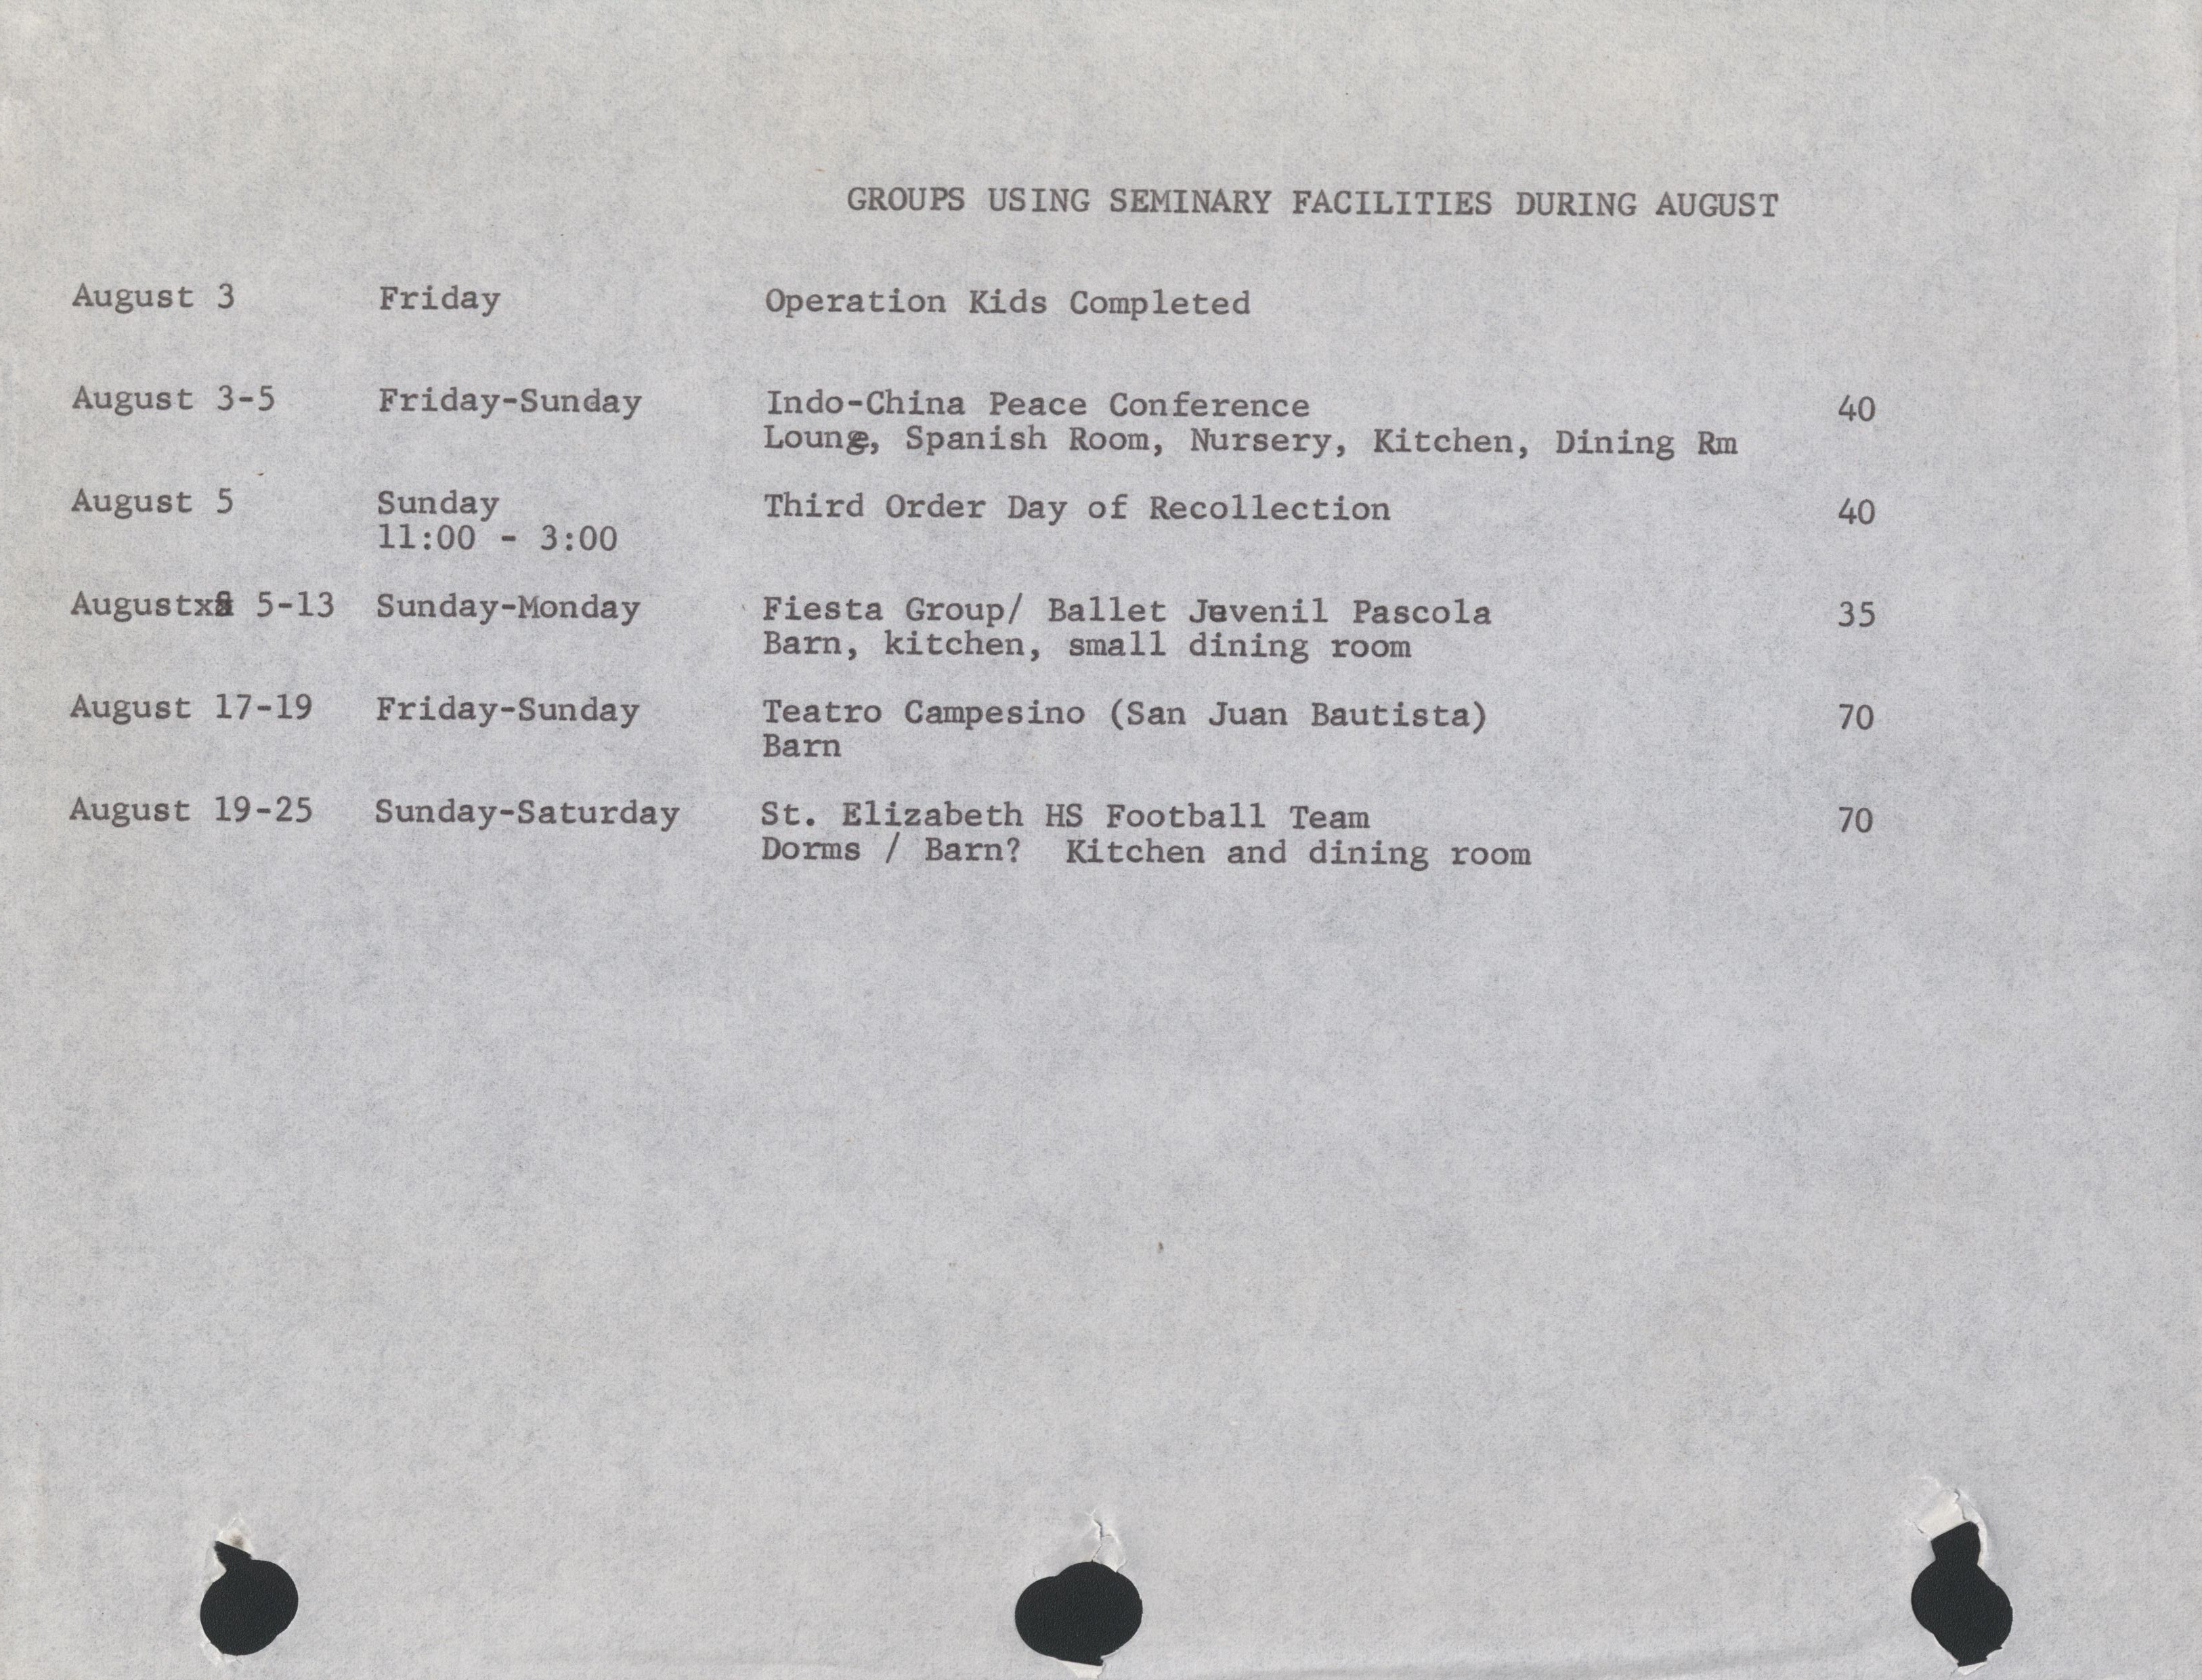 GROUPS USING SEMINARY FACILITIES DURING AUGUST
August 3 Friday Operation Kids Completed
August 3-5 Friday-Sunday Indo-China Peace Conference 40
Lounge, Spanish Room, Nursery, Kitchen, Dining Rm
August 5 Sunday Third Order Day of Recollection 40
11:00 - 3:00
August 5-13 Sunday-Monday Fiesta Group/ Ballet Juvenil Pascola 35
Barn, kitchen, small dining room
August 17-19 Friday-Sunday Teatro Campesino (San Juan Bautista) 70
Barn
August 19-25 Sunday-Saturday St. Elizabeth HS Football Team 70
Dorms / Barn? Kitchen and dining room